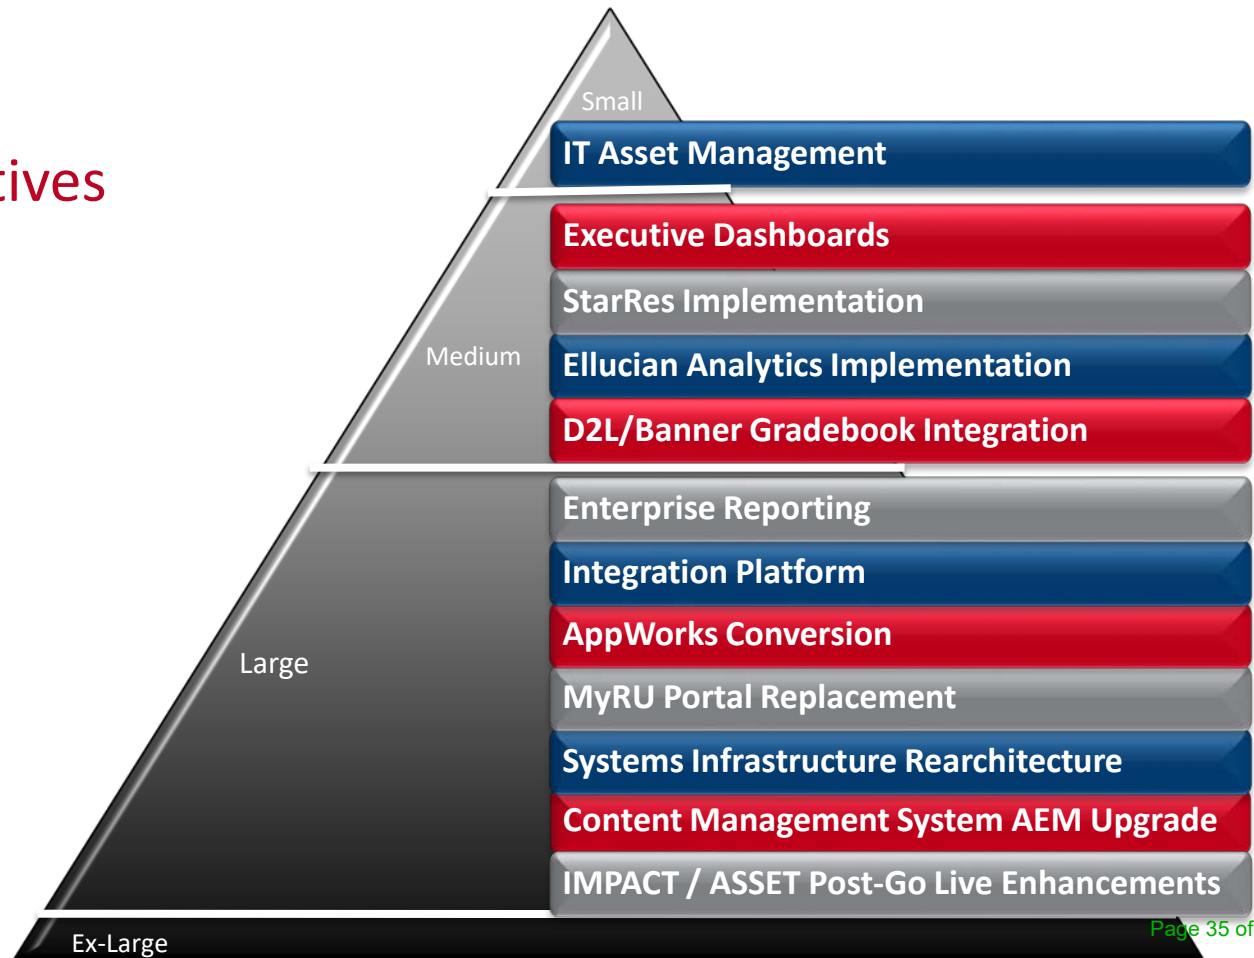 tives
Small
IT Asset Management
Executive Dashboards
StarRes Implementation
Medium
Ellucian Analytics Implementation
D2L/Banner Gradebook Integration
Enterprise Reporting
Integration Platform
AppWorks Conversion
Large
MyRU Portal Replacement
Systems Infrastructure Rearchitecture
Content Management System AEM Upgrade
IMPACT / ASSET Post-Go Live Enhancements
Page 35 of
Ex-Large